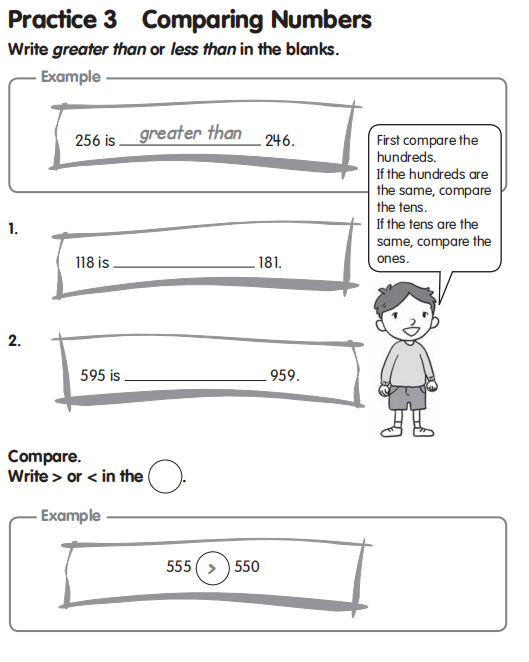 Practice 3 Comparing Numbers
Write greater than or less than in the blanks.
Example
256 is greater than 246.
First compare the
hundreds.
If the hundreds are
the same, compare
the tens.
If the tens are the
same, compare the
ones.
1.
118 is ____________ 181.
2.
595 is ____________ 959.
Compare.
Write > or < in the ◯.
Example
555 > 550